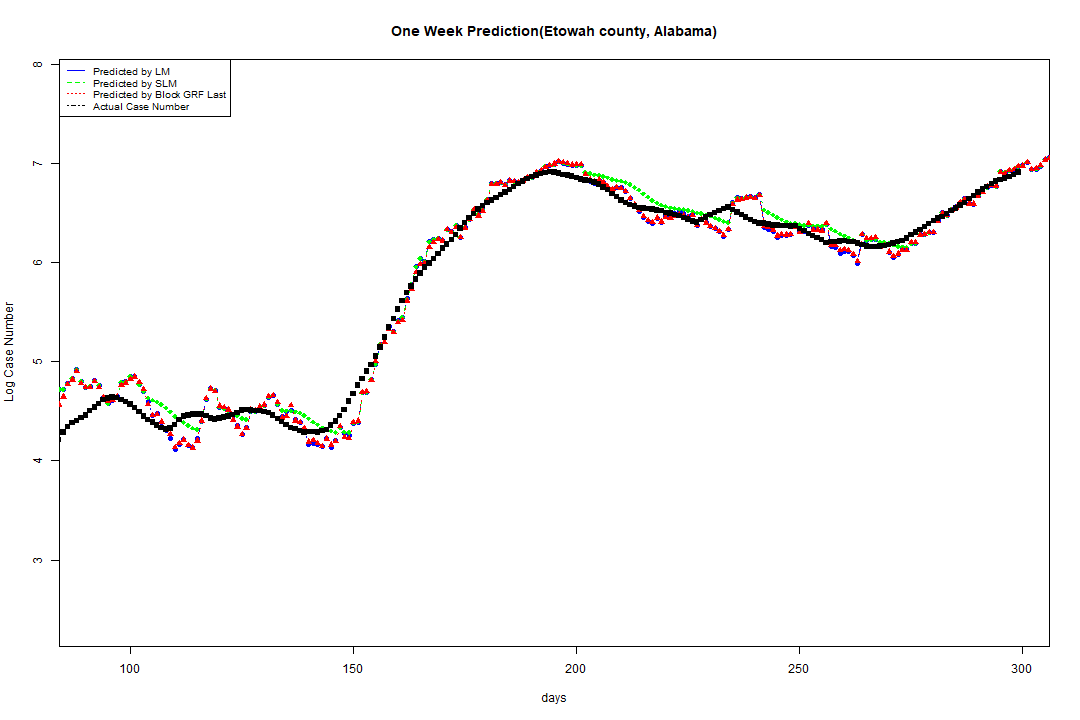 One Week Prediction(Etowah county, Alabama)
Predicted by LM
Predicted by SLM
Predicted by Block GRF Last
Actual Case Number
Log Case Number
8
7
6
5
4
3
100 150 200 250 300
days